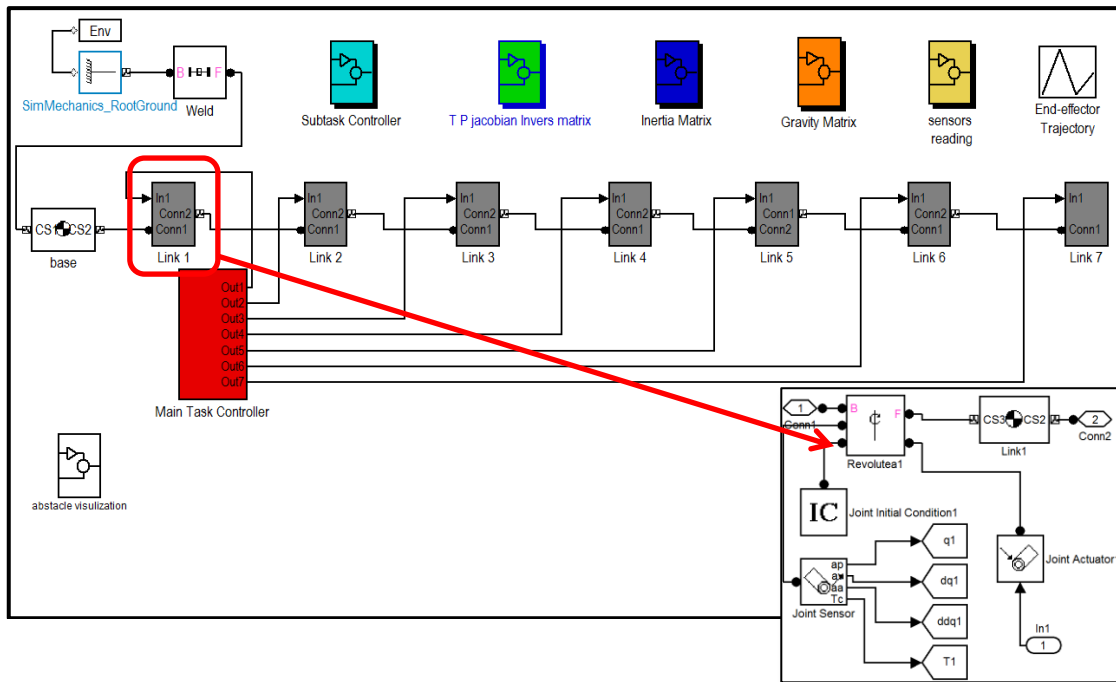 Env
SimMechanics_RootGround
B F
Weld
Subtask Controller
T P jacobian Invers matrix
Inertia Matrix
Gravity Matrix
sensors
reading
End-effector
Trajectory
CS1 CS2
base
In1
Conn2
Conn1
Link 1
In1
Conn2
Conn1
Link 2
In1
Conn2
Conn1
Link 3
In1
Conn1
Conn2
Link 4
In1
Conn1
Conn2
Link 5
In1
Conn2
Conn1
Link 6
In1
Conn1
Link 7
Out1
Out2
Out3
Out4
Out5
Out6
Out7
Main Task Controller
abstacle visulization
1
Conn1
B F
Revolutea1
CS3 CS2
Link1
2
Conn2
IC
Joint Initial Condition1
ap
av
aa
Tc
Joint Sensor
q1
dq1
ddq1
T1
Joint Actuator1
In1
1